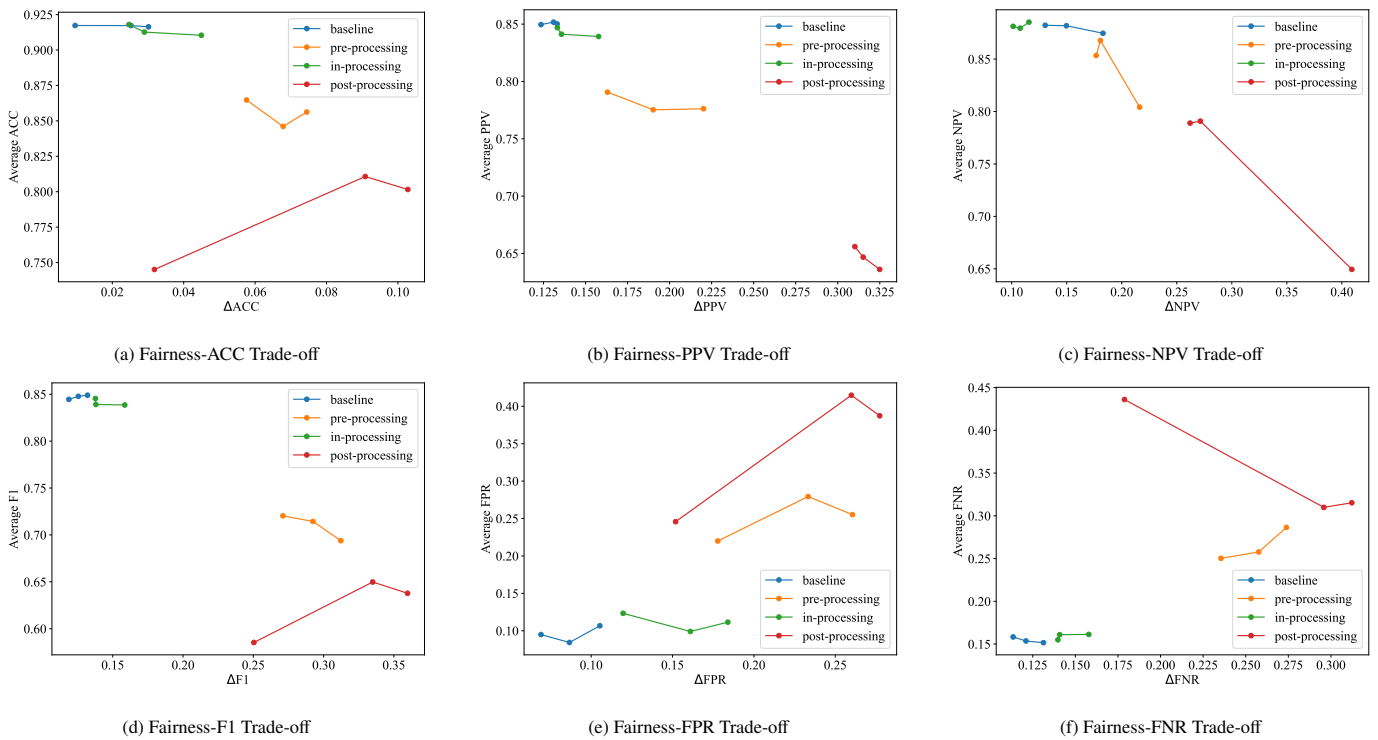 0.925
0.900
0.875
0.850
0.825
0.800
0.775
0.750
Average ACC
baseline
pre-processing
in-processing
post-processing
0.02
0.04
0.06
0.08
0.10
ΔACC
(a) Fairness-ACC Trade-off
0.85
0.80
0.75
0.70
0.65
Average PPV
baseline
pre-processing
in-processing
post-processing
0.125
0.150
0.175
0.200
0.225
0.250
0.275
0.300
0.325
ΔPPV
(b) Fairness-PPV Trade-off
0.85
0.80
0.75
0.70
0.65
Average NPV
baseline
pre-processing
in-processing
post-processing
0.10
0.15
0.20
0.25
0.30
0.35
0.40
ΔNPV
(c) Fairness-NPV Trade-off
0.85
0.80
0.75
0.70
0.65
0.60
Average F1
baseline
pre-processing
in-processing
post-processing
0.15
0.20
0.25
0.30
0.35
ΔF1
(d) Fairness-F1 Trade-off
0.40
0.35
0.30
0.25
0.20
0.15
0.10
Average FPR
baseline
pre-processing
in-processing
post-processing
0.10
0.15
0.20
0.25
ΔFPR
(e) Fairness-FPR Trade-off
0.45
0.40
0.35
0.30
0.25
0.20
0.15
Average FNR
baseline
pre-processing
in-processing
post-processing
0.125
0.150
0.175
0.200
0.225
0.250
0.275
0.300
ΔFNR
(f) Fairness-FNR Trade-off